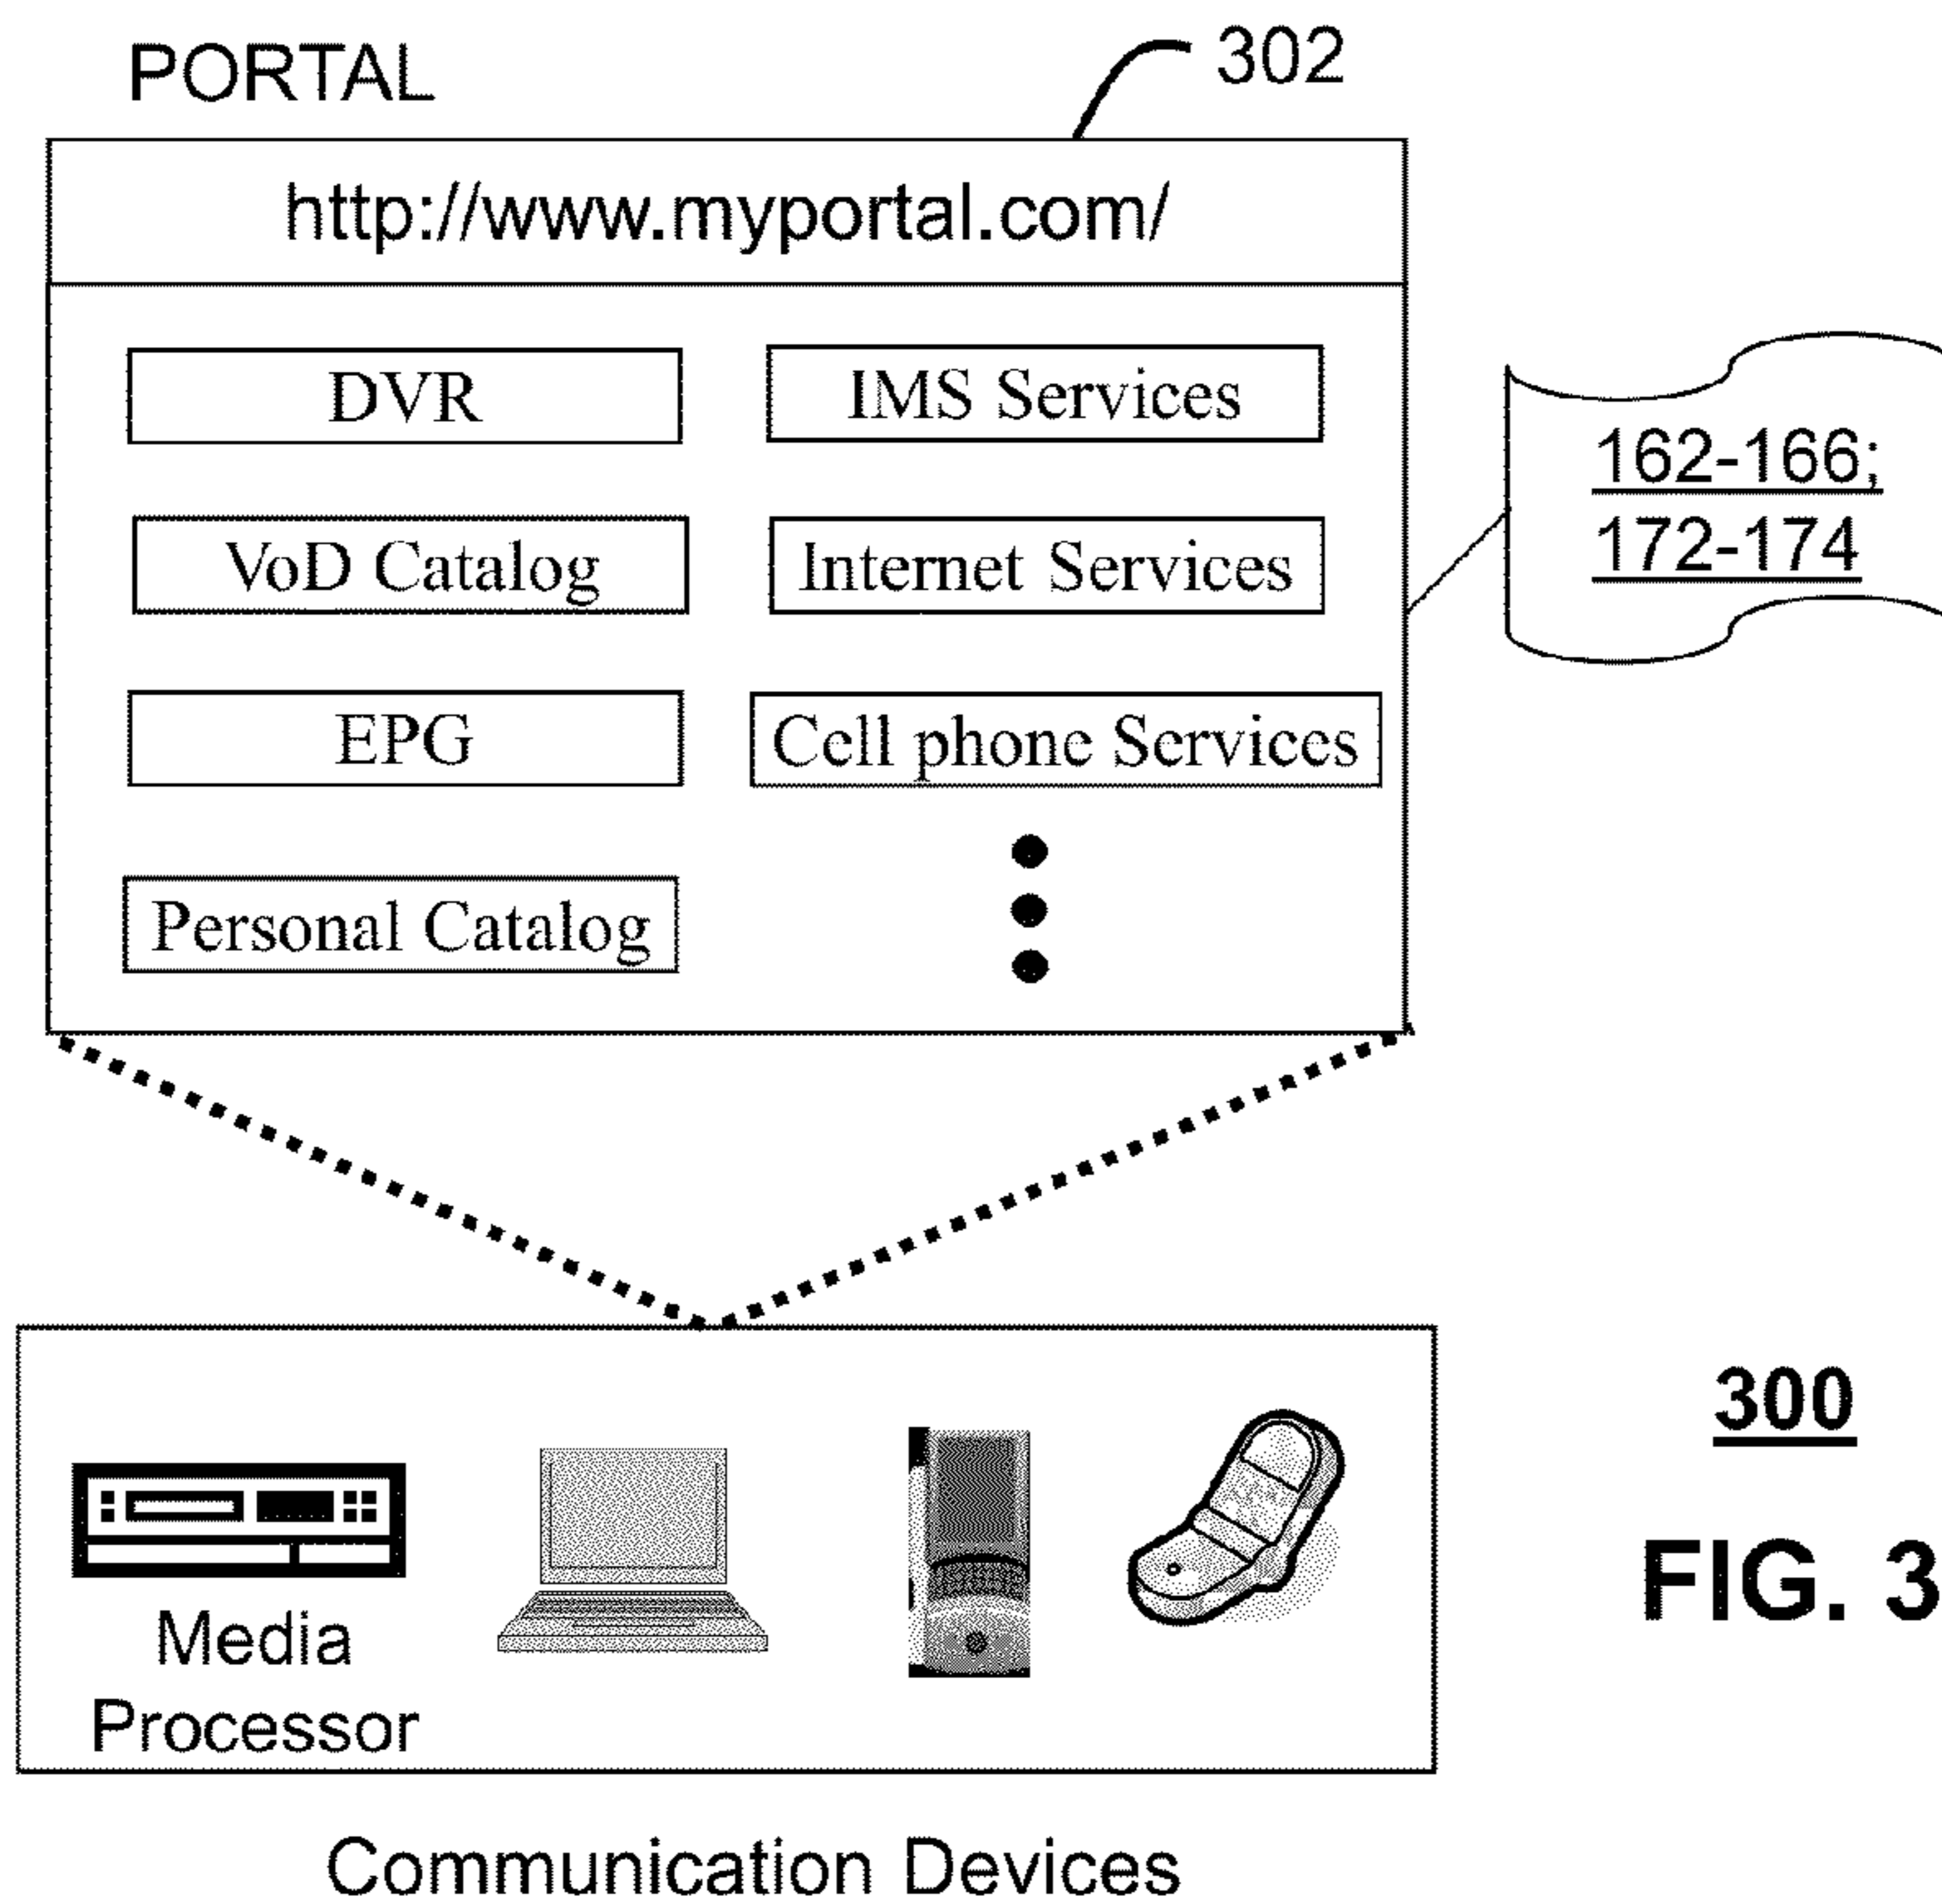 PORTAL
302
http://www.myportal.com/
DVR
IMS Services
VoD Catalog
Internet Services
EPG
Cell phone Services
Personal Catalog
162-166;
172-174
Media
Processor
300
FIG. 3
Communication Devices